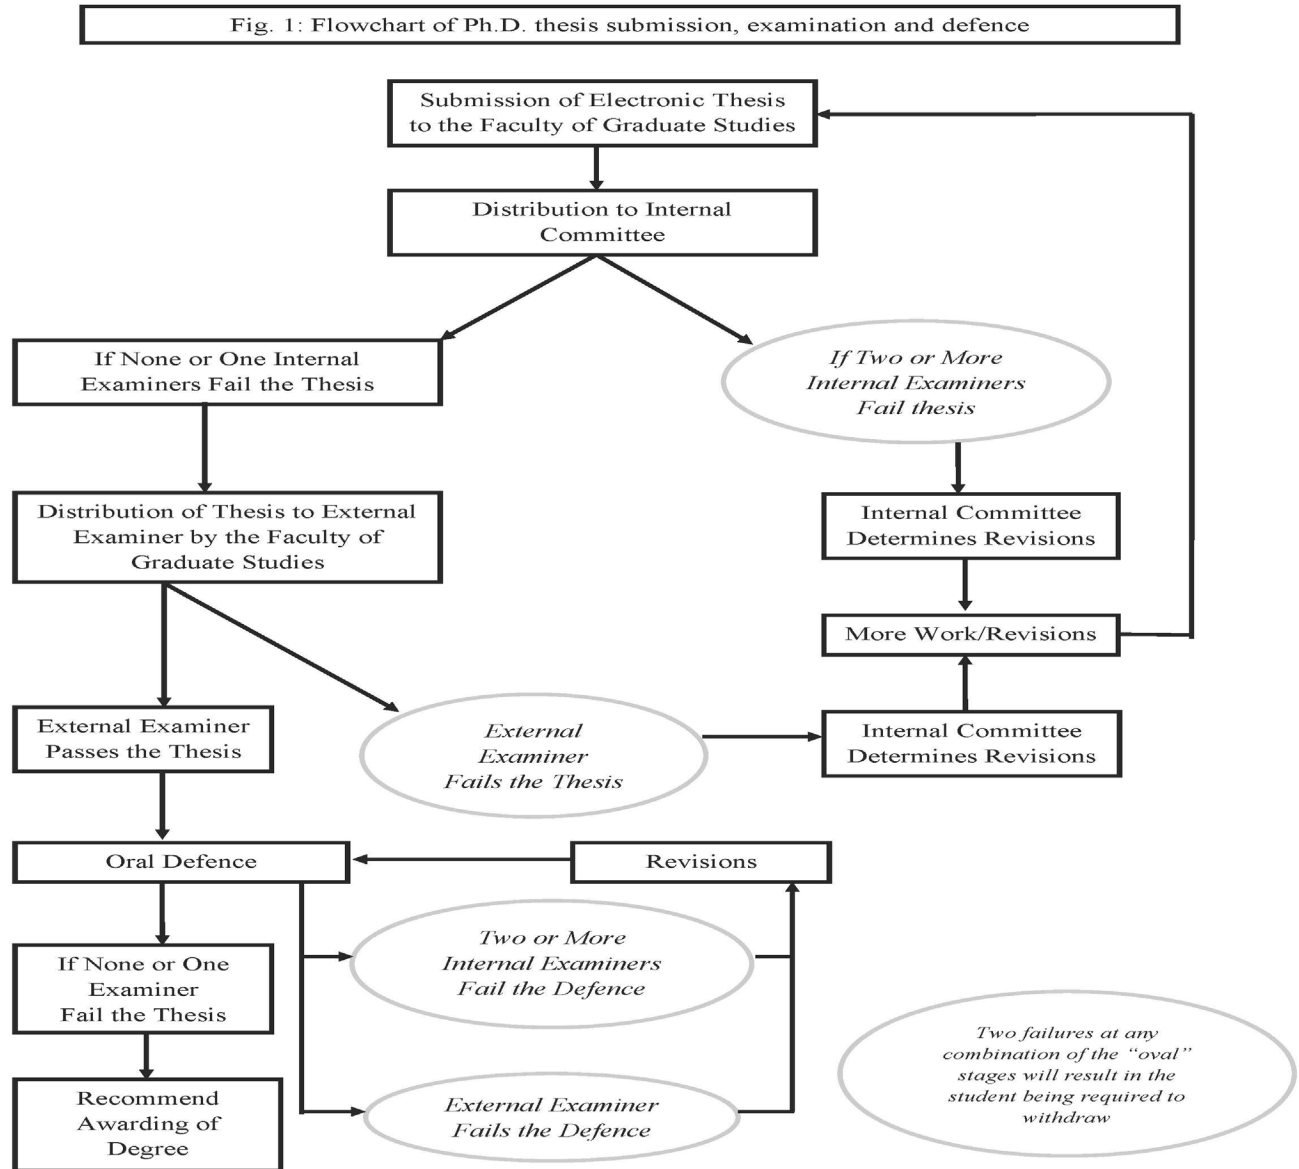 Fig. 1: Flowchart of Ph.D. thesis submission, examination and defence
Submission of Electronic Thesis
to the Faculty of Graduate Studies
Distribution to Internal
Committee
If None or One Internal
Examiners Fail the Thesis
If Two or More
Internal Examiners
Fail thesis
Distribution of Thesis to External
Examiner by the Faculty of
Graduate Studies
Internal Committee
Determines Revisions
More Work/Revisions
External Examiner
Passes the Thesis
External
Examiner
Fails the Thesis
Internal Committee
Determines Revisions
Oral Defence
Revisions
If None or One
Examiner
Fail the Thesis
Two or More
Internal Examiners
Fail the Defence
Recommend
Awarding of
Degree
External Examiner
Fails the Defence
Two failures at any
combination of the “oval”
stages will result in the
student being required to
withdraw